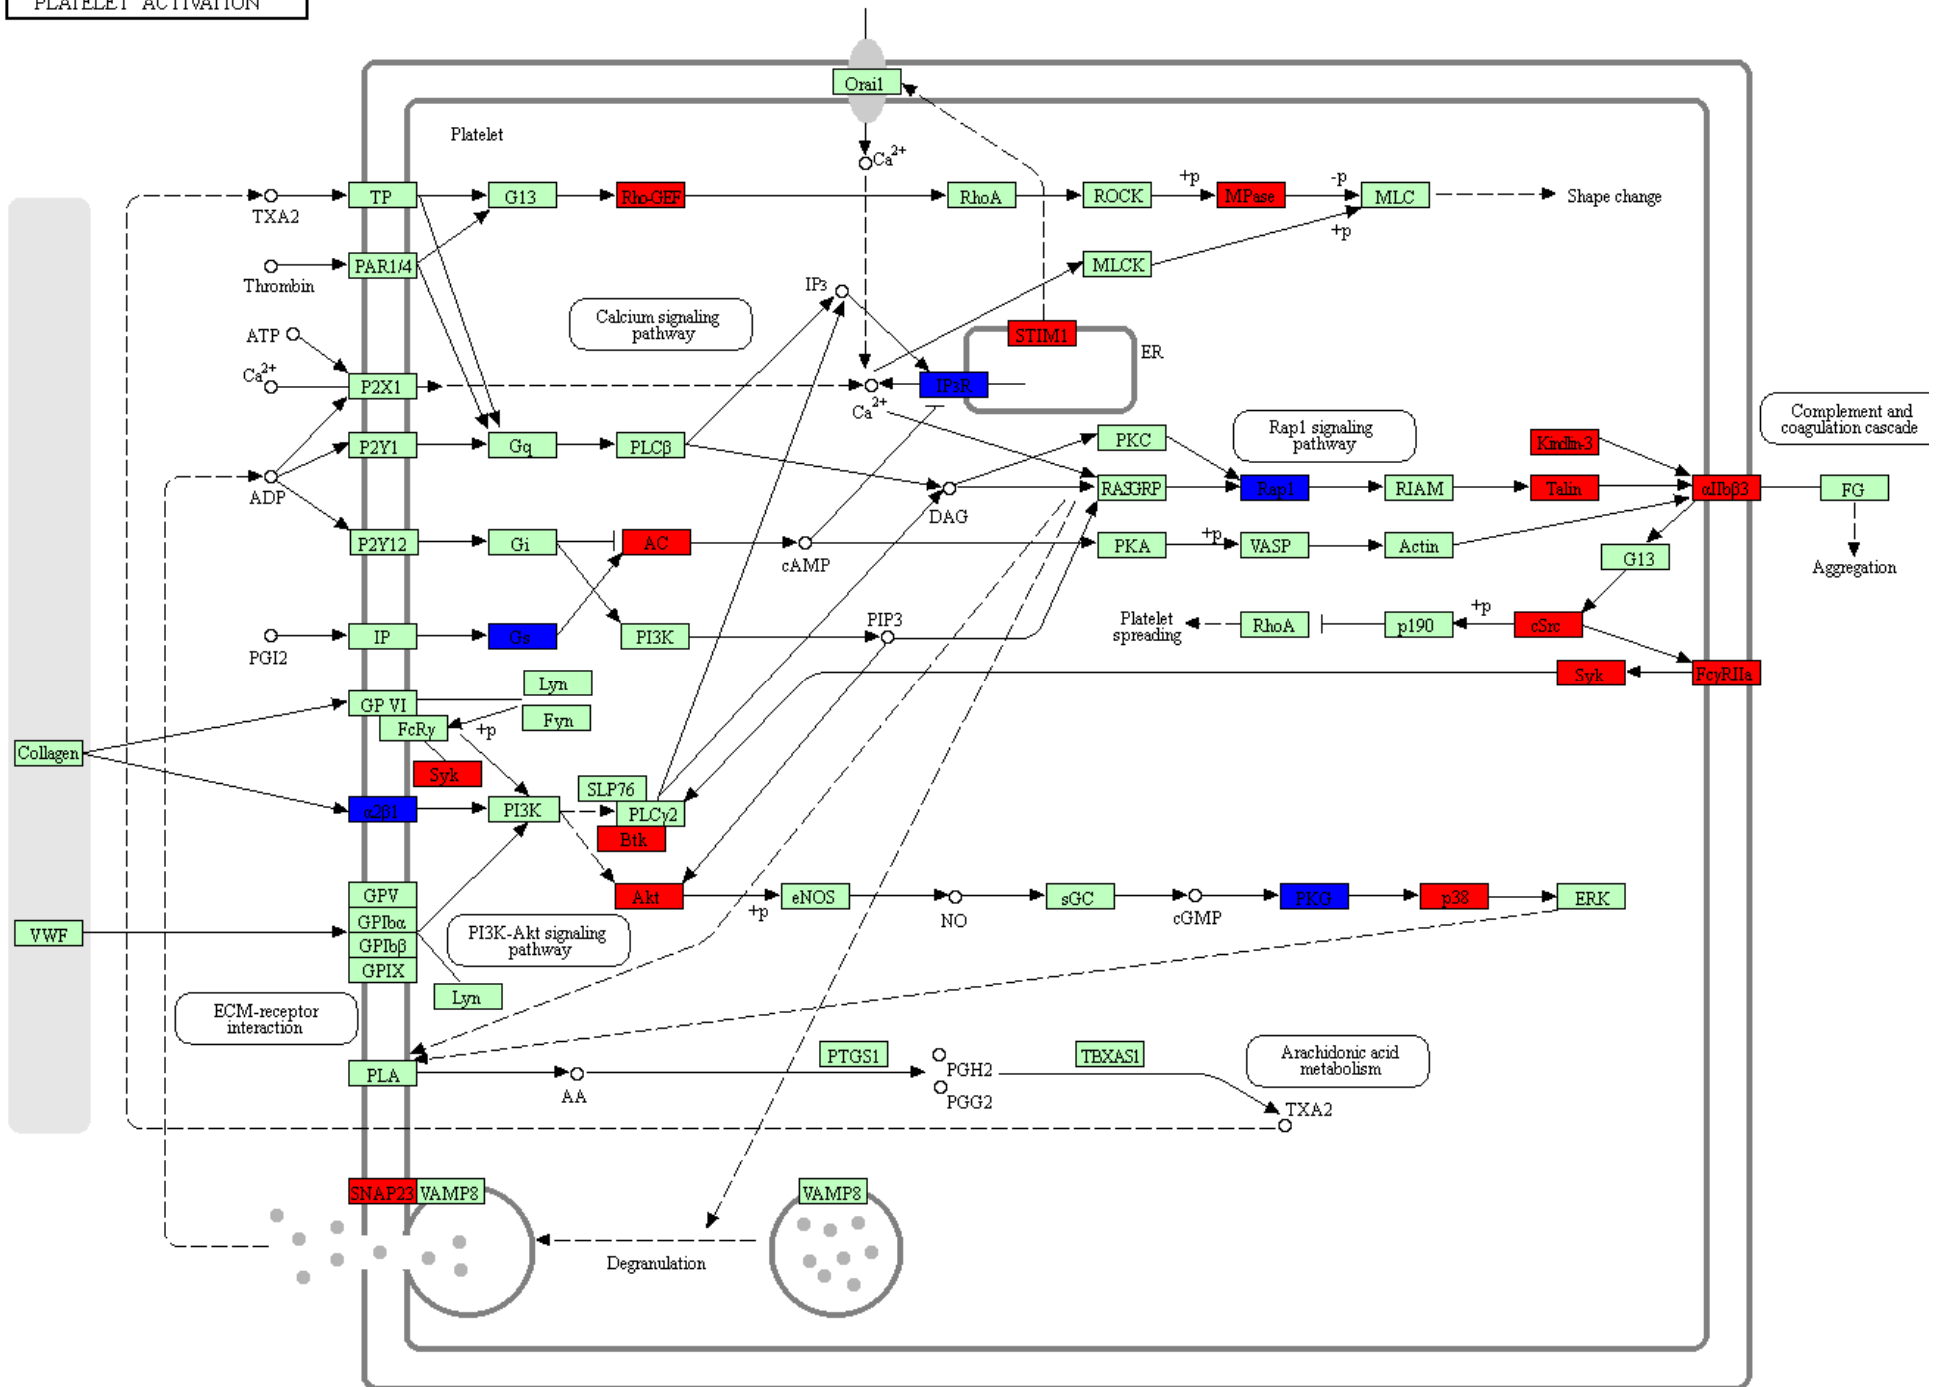 PLATELET ACTIVATION
Orai1
Platelet
Ca2+
TP
G13
Rho-GEF
RhoA
ROCK
+p
MPase
-p
MLC
Shape change
TXA2
+p
PAR1/4
MLCK
Thrombin
IP3
Calcium signaling
pathway
ATP
STIM1
ER
Ca2+
P2X1
IP3R
Ca2+
Complement and
coagulation cascade
P2Y1
Gq
PLCβ
PKC
Rap1 signaling
pathway
Kindlin-3
ADP
DAG
RASGRP
Rap1
RIAM
Talin
αIIbβ3
FG
P2Y12
Gi
AC
cAMP
PKA
+p
VASP
Actin
G13
Aggregation
IP
Gs
PI3K
PIP3
Platelet
spreading
RhoA
p190
+p
cSrc
PGI2
Syk
FcγRIIa
Lyn
GP VI
Fyn
FcRγ
+p
Collagen
Syk
SLP76
α2β1
PI3K
PLCγ2
Btk
GPV
Akt
+p
eNOS
NO
sGC
cGMP
PKG
p38
ERK
VWF
GPIbα
GPIbβ
GPIX
PI3K-Akt signaling
pathway
Lyn
ECM-receptor
interaction
PLA
AA
PTGS1
PGH2
PGG2
TBXAS1
Arachidonic acid
metabolism
TXA2
SNAP23
VAMP8
VAMP8
Degranulation